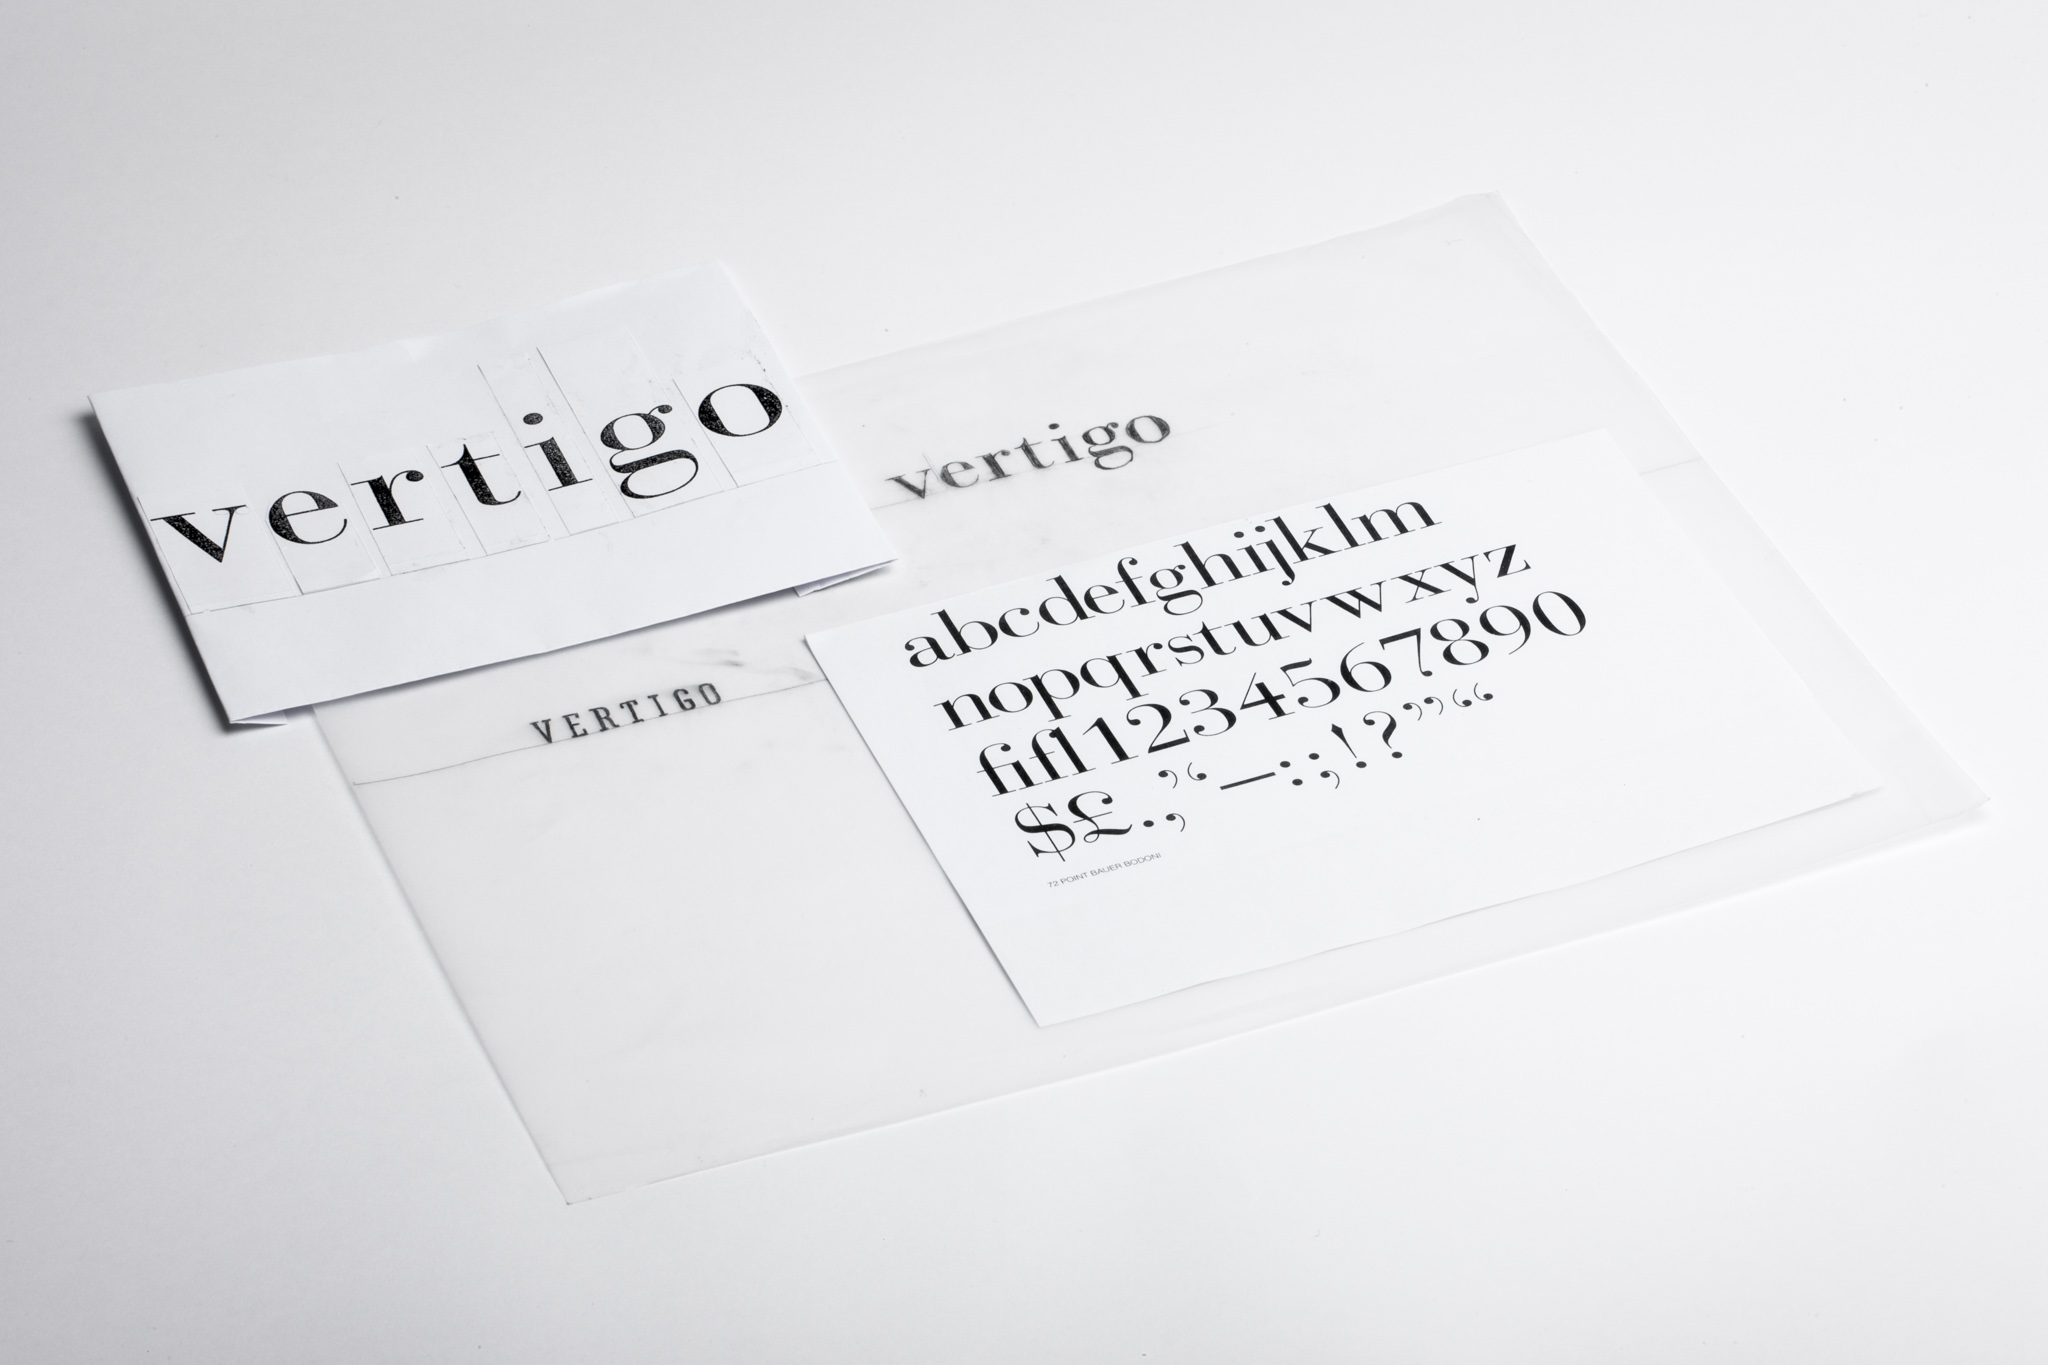 vertigo
vertigo
VERTIGO
abcdefghijklm
nopqrstuvwxyz
fifl1234567890
$£.,’‘—:;!?’’‘‘
72 POINT BAUER BODONI